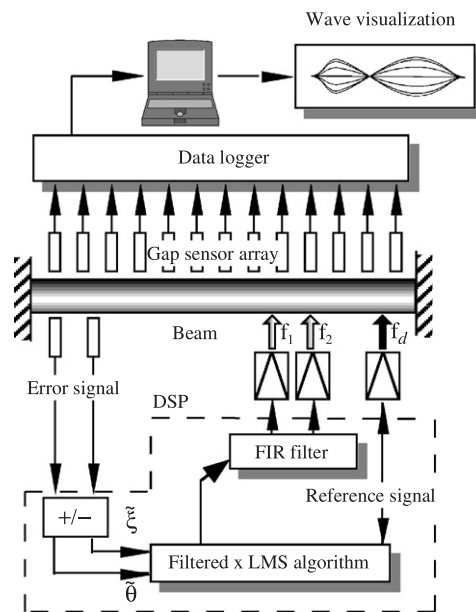 Wave visualization
Data logger
Gap sensor array
Beam
f1
f2
fd
Error signal
DSP
FIR filter
Reference signal
+/−
ξ̃
Filtered x LMS algorithm
θ̃